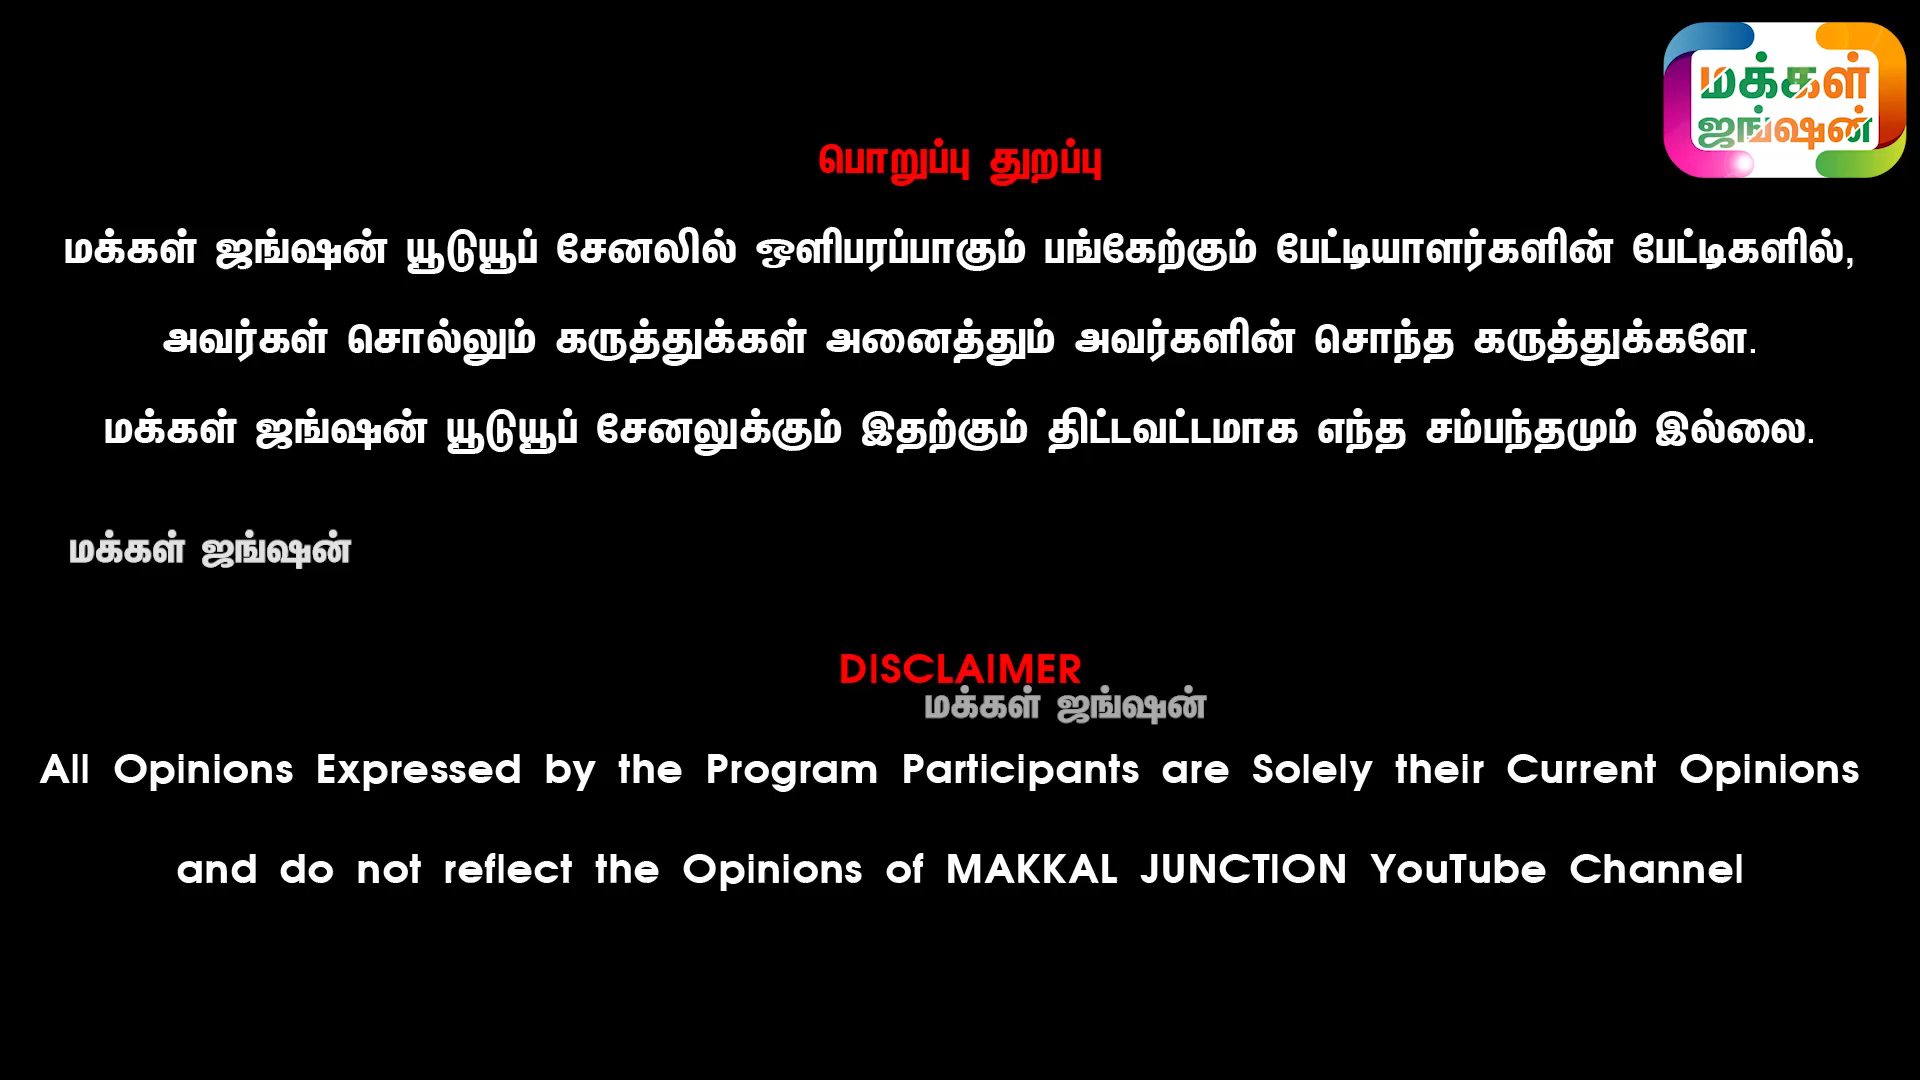 மக்கள்
ஜங்ஷன்
பொறுப்பு துறப்பு
மக்கள் ஜங்ஷன் யூடுயூப் சேனலில் ஒளிபரப்பாகும் பங்கேற்கும் பேட்டியாளர்களின் பேட்டிகளில்,
அவர்கள் சொல்லும் கருத்துக்கள் அனைத்தும் அவர்களின் சொந்த கருத்துக்களே.
மக்கள் ஜங்ஷன் யூடுயூப் சேனலுக்கும் இதற்கும் திட்டவட்டமாக எந்த சம்பந்தமும் இல்லை.
மக்கள் ஜங்ஷன்
DISCLAIMER
மக்கள் ஜங்ஷன்
All Opinions Expressed by the Program Participants are Solely their Current Opinions
and do not reflect the Opinions of MAKKAL JUNCTION YouTube Channel